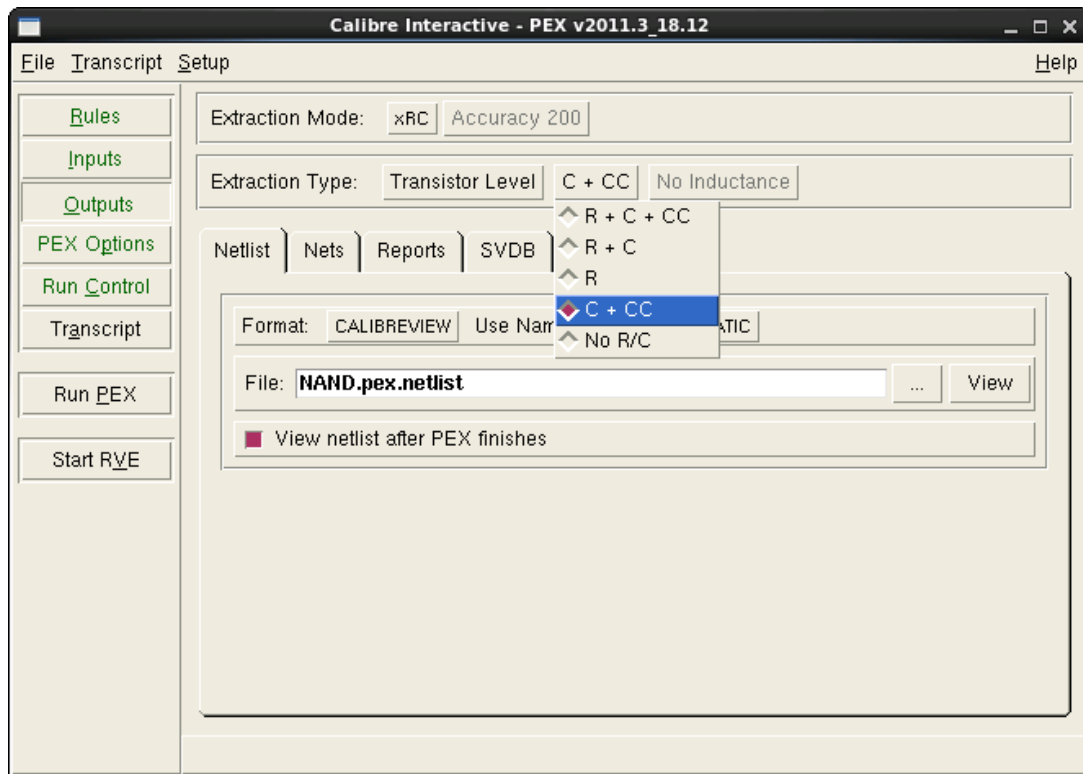 Calibre Interactive - PEX v2011.3_18.12
File Transcript Setup Help
Rules
Inputs
Outputs
PEX Options
Run Control
Transcript
Run PEX
Start RVE
Extraction Mode: xRC Accuracy 200
Extraction Type: Transistor Level C + CC No Inductance
R + C + CC
R + C
R
C + CC
No R/C
Netlist Nets Reports SVDB
Format: CALIBREVIEW Use
File: NAND.pex.netlist ... View
View netlist after PEX finishes